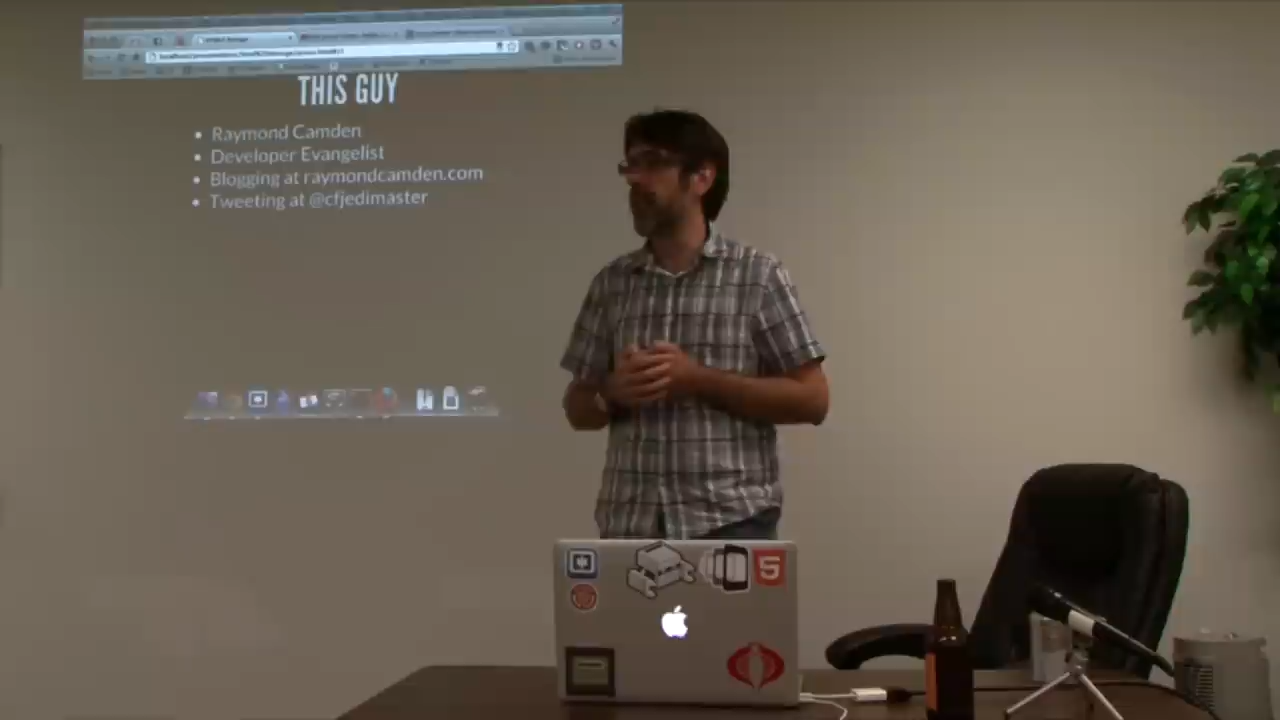 THIS GUY
Raymond Camden
Developer Evangelist
Blogging at raymondcamden.com
Tweeting at @cfjedimaster
5